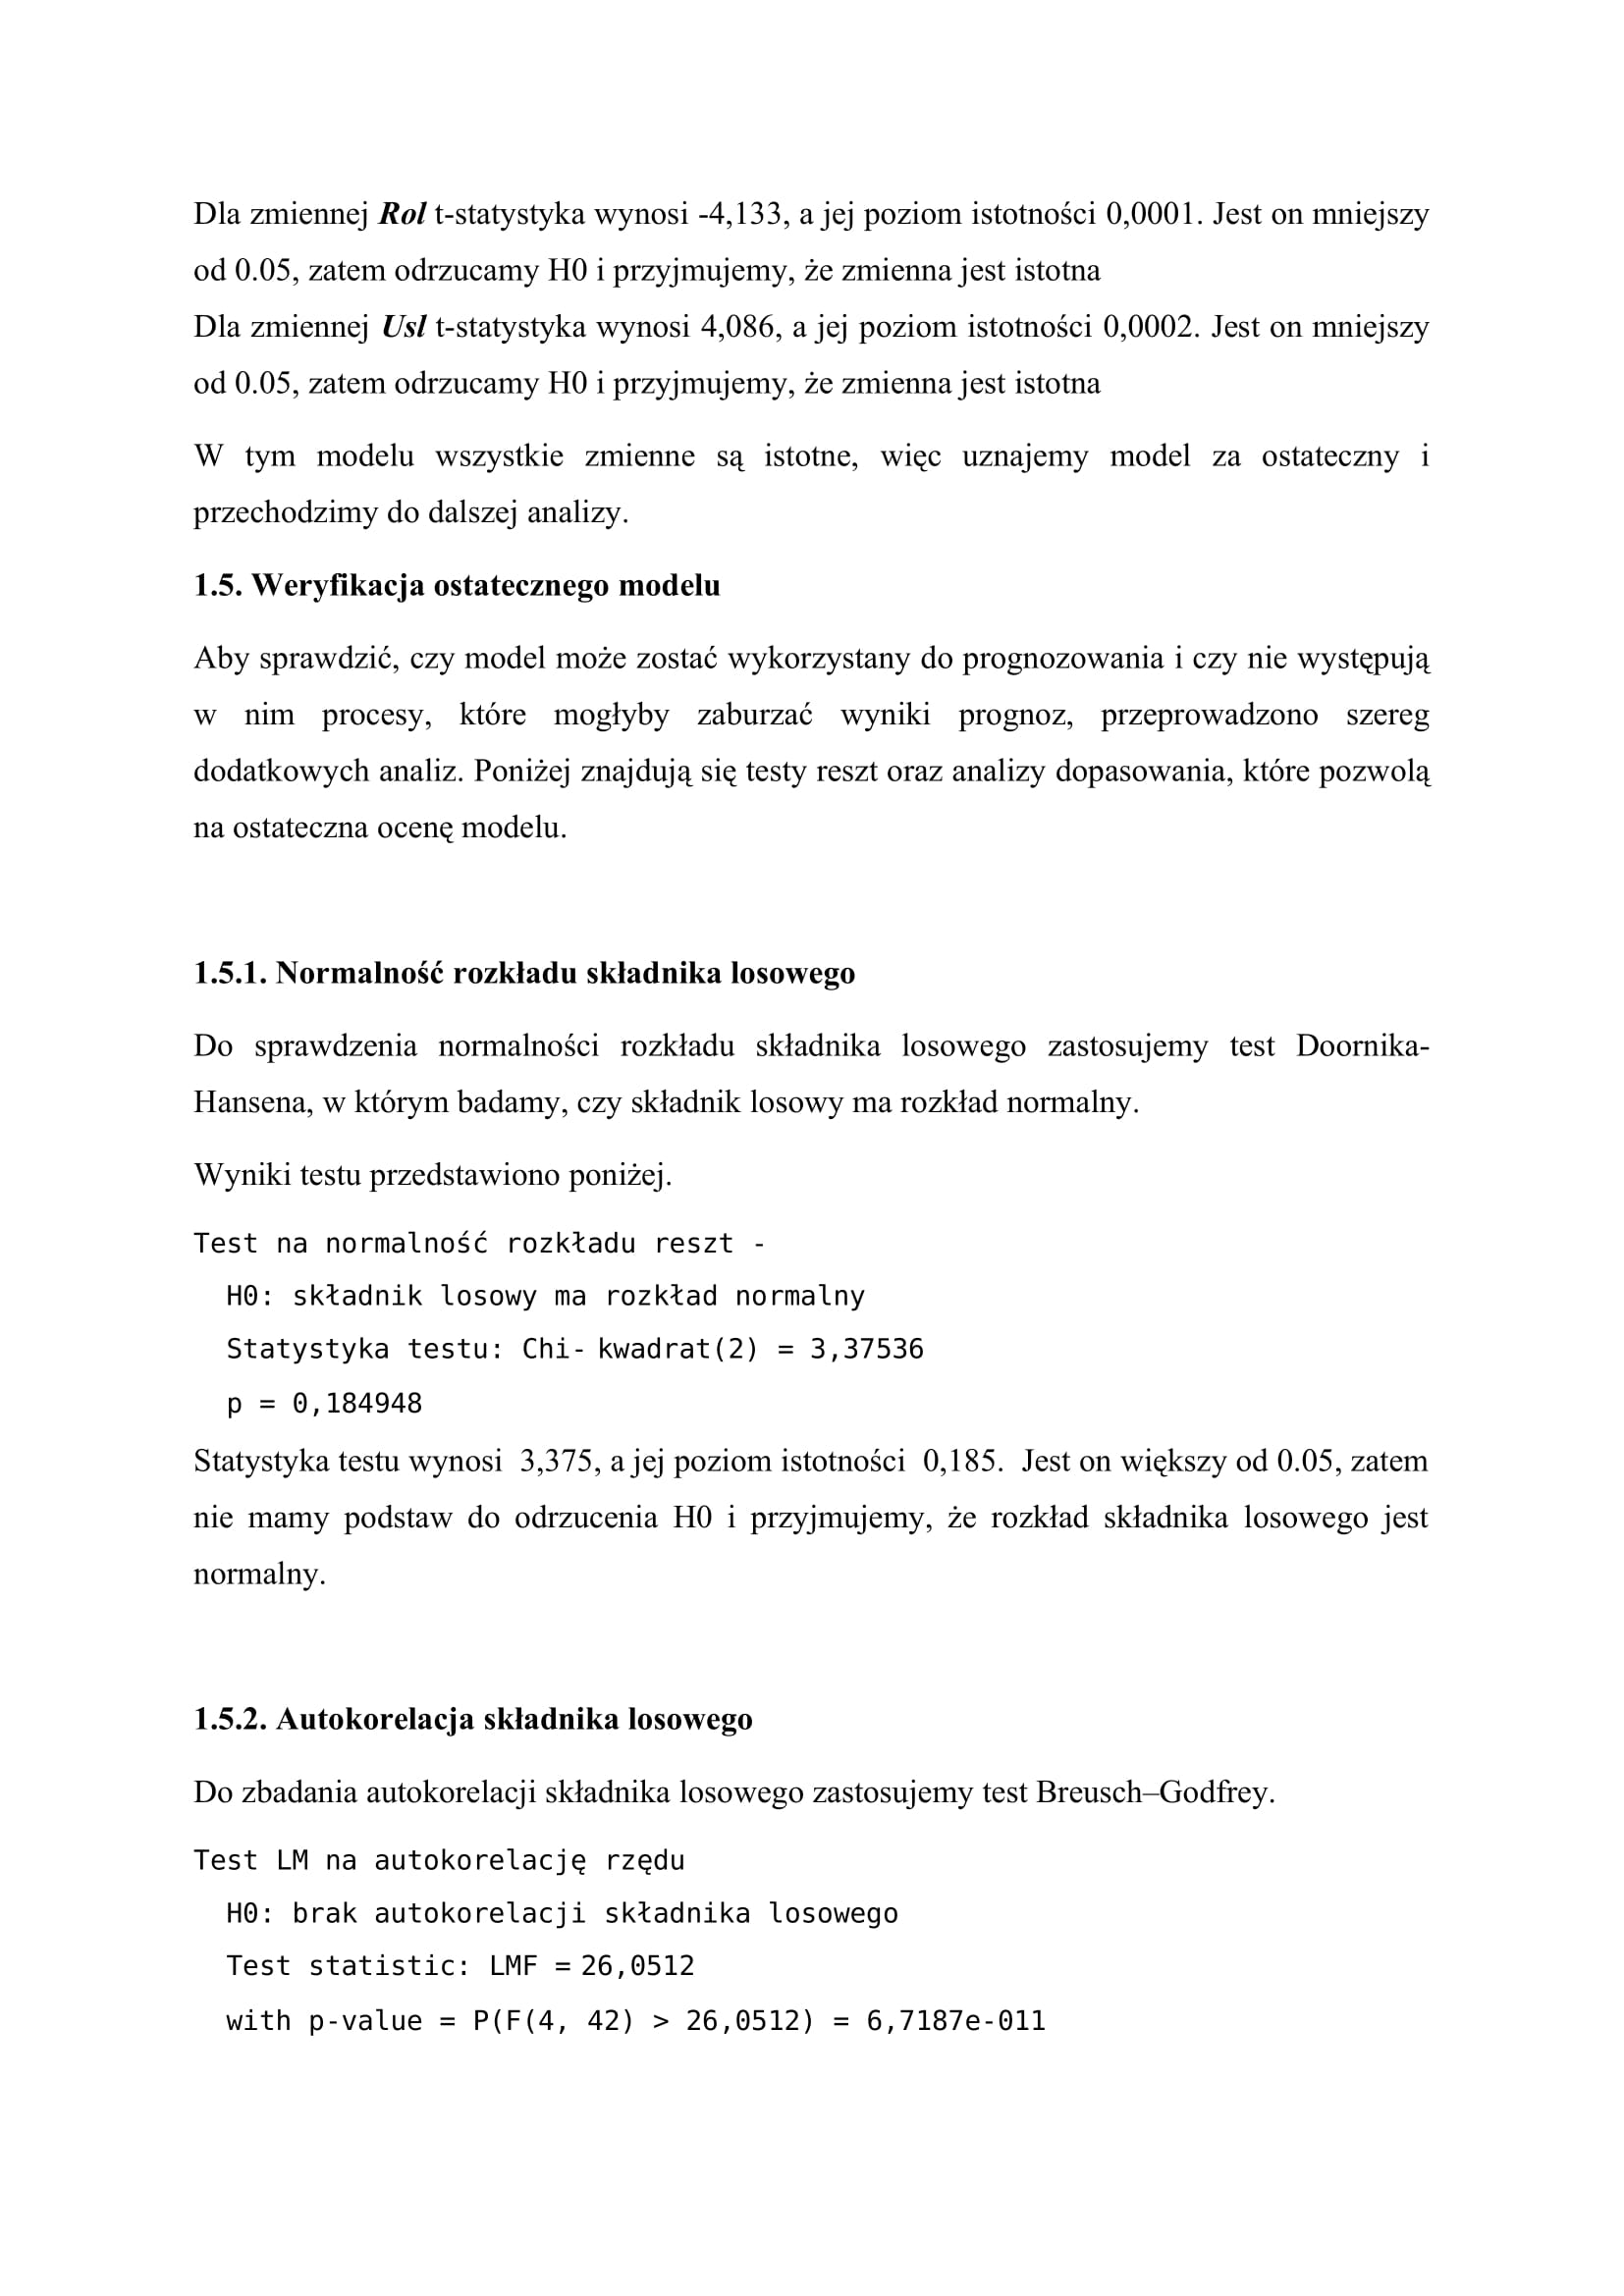 Dla zmiennej Rol t-statystyka wynosi -4,133, a jej poziom istotności 0,0001. Jest on mniejszy
od 0.05, zatem odrzucamy H0 i przyjmujemy, że zmienna jest istotna
Dla zmiennej Usl t-statystyka wynosi 4,086, a jej poziom istotności 0,0002. Jest on mniejszy
od 0.05, zatem odrzucamy H0 i przyjmujemy, że zmienna jest istotna
W tym modelu wszystkie zmienne są istotne, więc uznajemy model za ostateczny i
przechodzimy do dalszej analizy.
1.5. Weryfikacja ostatecznego modelu
Aby sprawdzić, czy model może zostać wykorzystany do prognozowania i czy nie występują
w nim procesy, które mogłyby zaburzać wyniki prognoz, przeprowadzono szereg
dodatkowych analiz. Poniżej znajdują się testy reszt oraz analizy dopasowania, które pozwolą
na ostateczna ocenę modelu.
1.5.1. Normalność rozkładu składnika losowego
Do sprawdzenia normalności rozkładu składnika losowego zastosujemy test Doornika-
Hansena, w którym badamy, czy składnik losowy ma rozkład normalny.
Wyniki testu przedstawiono poniżej.
Test na normalność rozkładu reszt -
H0: składnik losowy ma rozkład normalny
Statystyka testu: Chi- kwadrat(2) = 3,37536
p = 0,184948
Statystyka testu wynosi 3,375, a jej poziom istotności 0,185. Jest on większy od 0.05, zatem
nie mamy podstaw do odrzucenia H0 i przyjmujemy, że rozkład składnika losowego jest
normalny.
1.5.2. Autokorelacja składnika losowego
Do zbadania autokorelacji składnika losowego zastosujemy test Breusch–Godfrey.
Test LM na autokorelację rzędu
H0: brak autokorelacji składnika losowego
Test statistic: LMF = 26,0512
with p-value = P(F(4, 42) > 26,0512) = 6,7187e-011